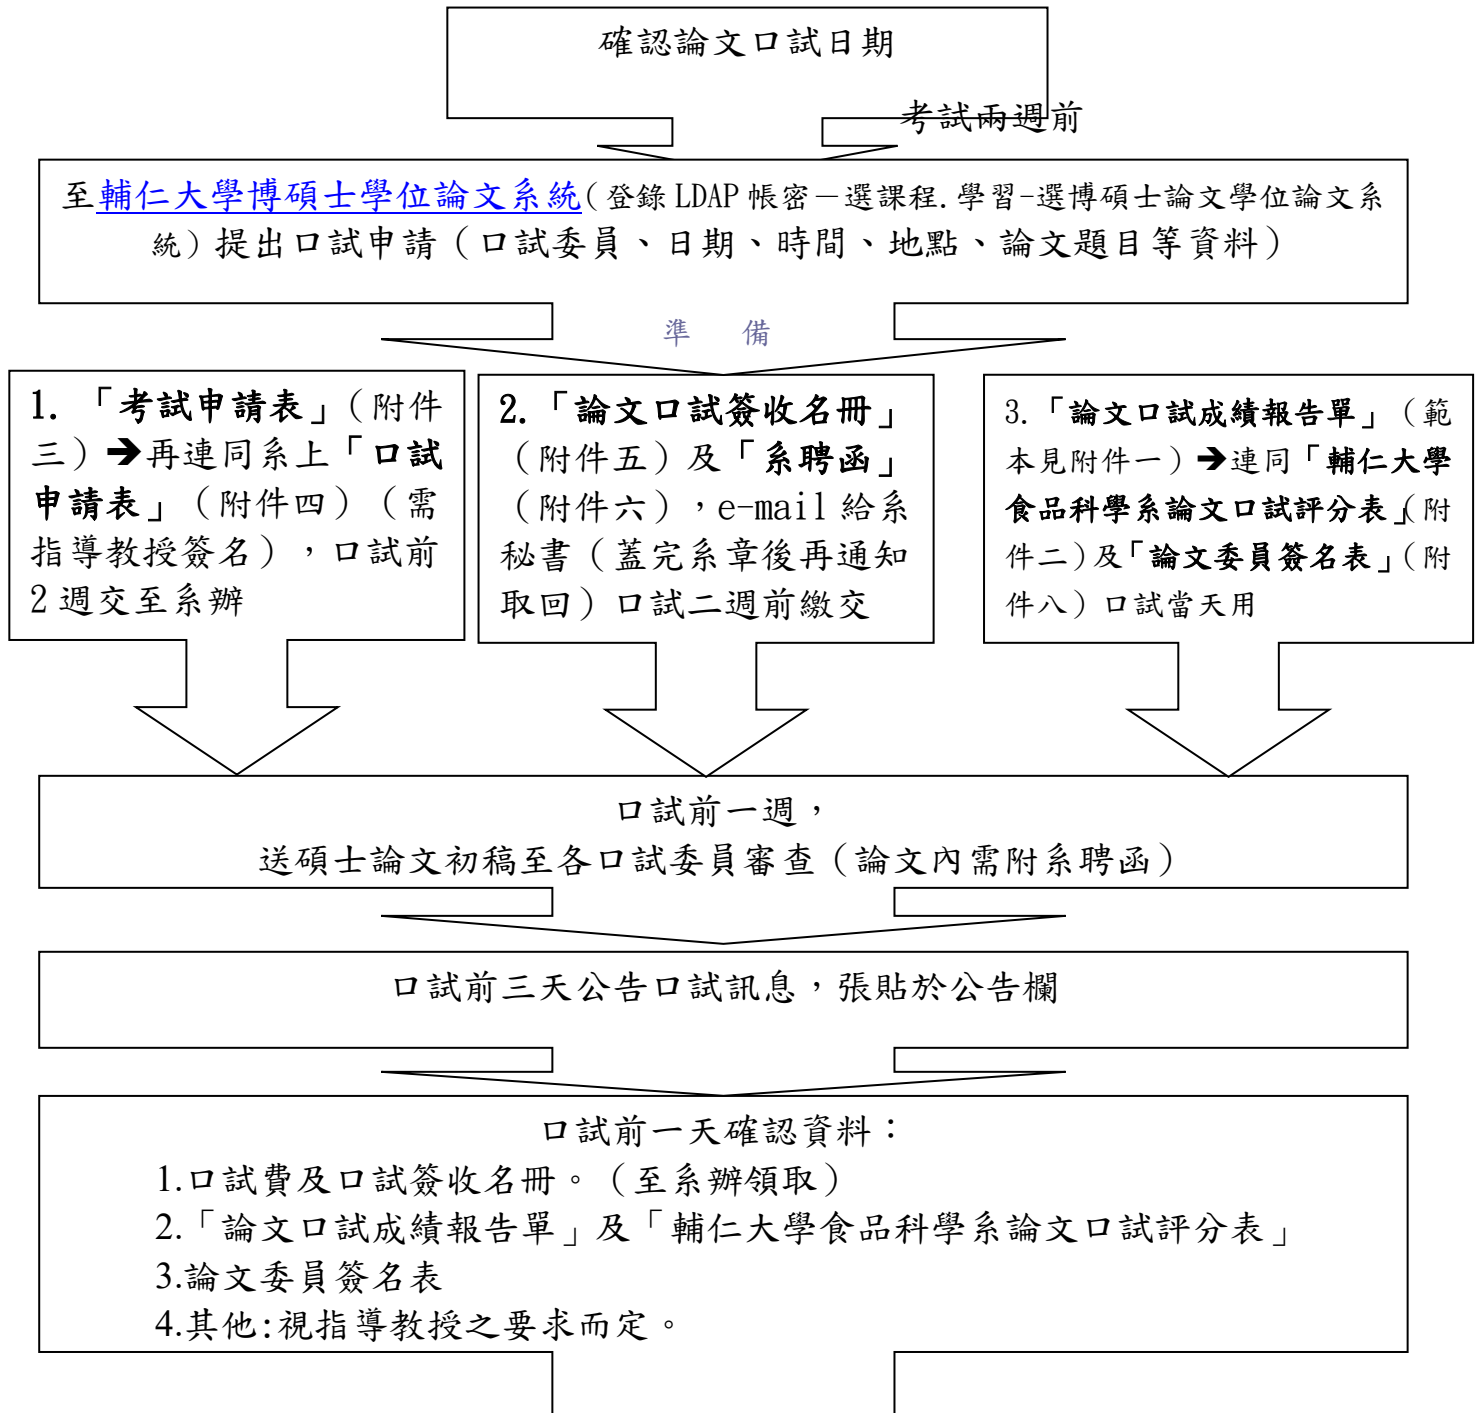 確認論文口試日期
考試兩週前
至輔仁大學博碩士學位論文系統(登錄 LDAP 帳密－選課程.學習-選博碩士論文學位論文系
統)提出口試申請（口試委員、日期、時間、地點、論文題目等資料）
準 備
1. 「考試申請表」（附件
三）➔再連同系上「口試
申請表」（附件四）（需
指導教授簽名），口試前
2 週交至系辦
2.「論文口試簽收名冊」
（附件五）及「系聘函」
（附件六），e-mail 給系
秘書（蓋完系章後再通知
取回）口試二週前繳交
3.「論文口試成績報告單」（範
本見附件一）➔連同「輔仁大學
食品科學系論文口試評分表」(附
件二)及「論文委員簽名表」(附
件八）口試當天用
口試前一週，
送碩士論文初稿至各口試委員審查（論文內需附系聘函）
口試前三天公告口試訊息，張貼於公告欄
口試前一天確認資料：
1.口試費及口試簽收名冊。（至系辦領取）
2.「論文口試成績報告單」及「輔仁大學食品科學系論文口試評分表」
3.論文委員簽名表
4.其他:視指導教授之要求而定。